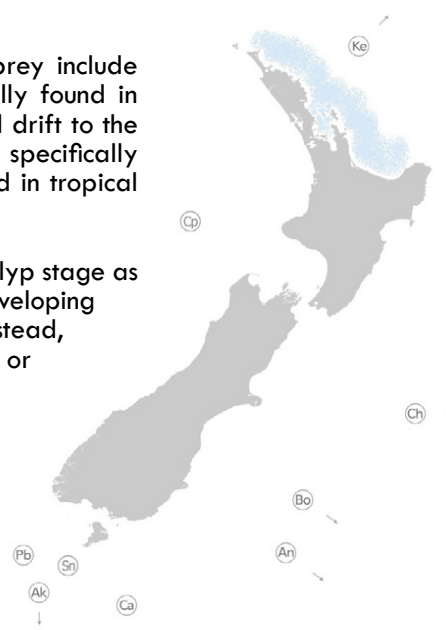 prey include
lly found in
l drift to the
specifically
d in tropical
lyp stage as
veloping
stead,
or
Ke
Cp
Ch
Bo
An
Pb
Sn
Ak
Ca